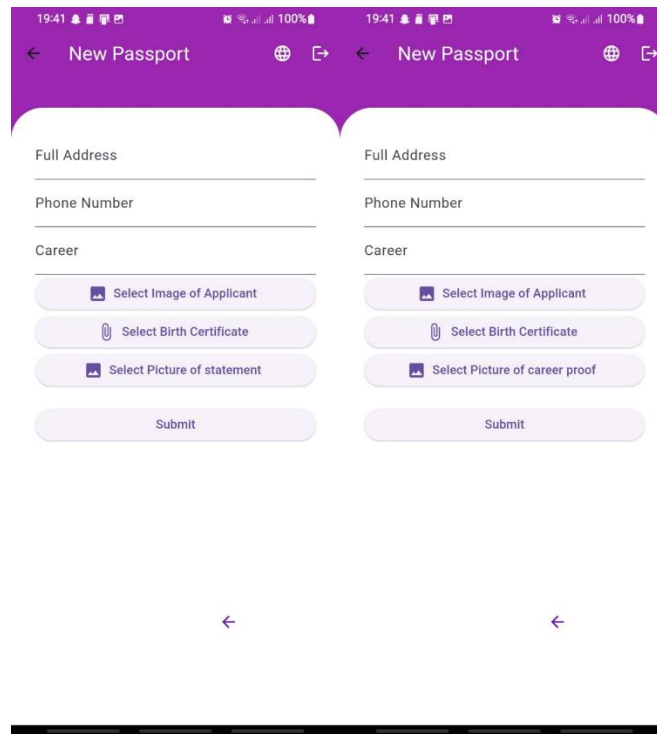 19:41 100%
New Passport
Full Address
Phone Number
Career
Select Image of Applicant
Select Birth Certificate
Select Picture of statement
Submit
19:41 100%
New Passport
Full Address
Phone Number
Career
Select Image of Applicant
Select Birth Certificate
Select Picture of career proof
Submit